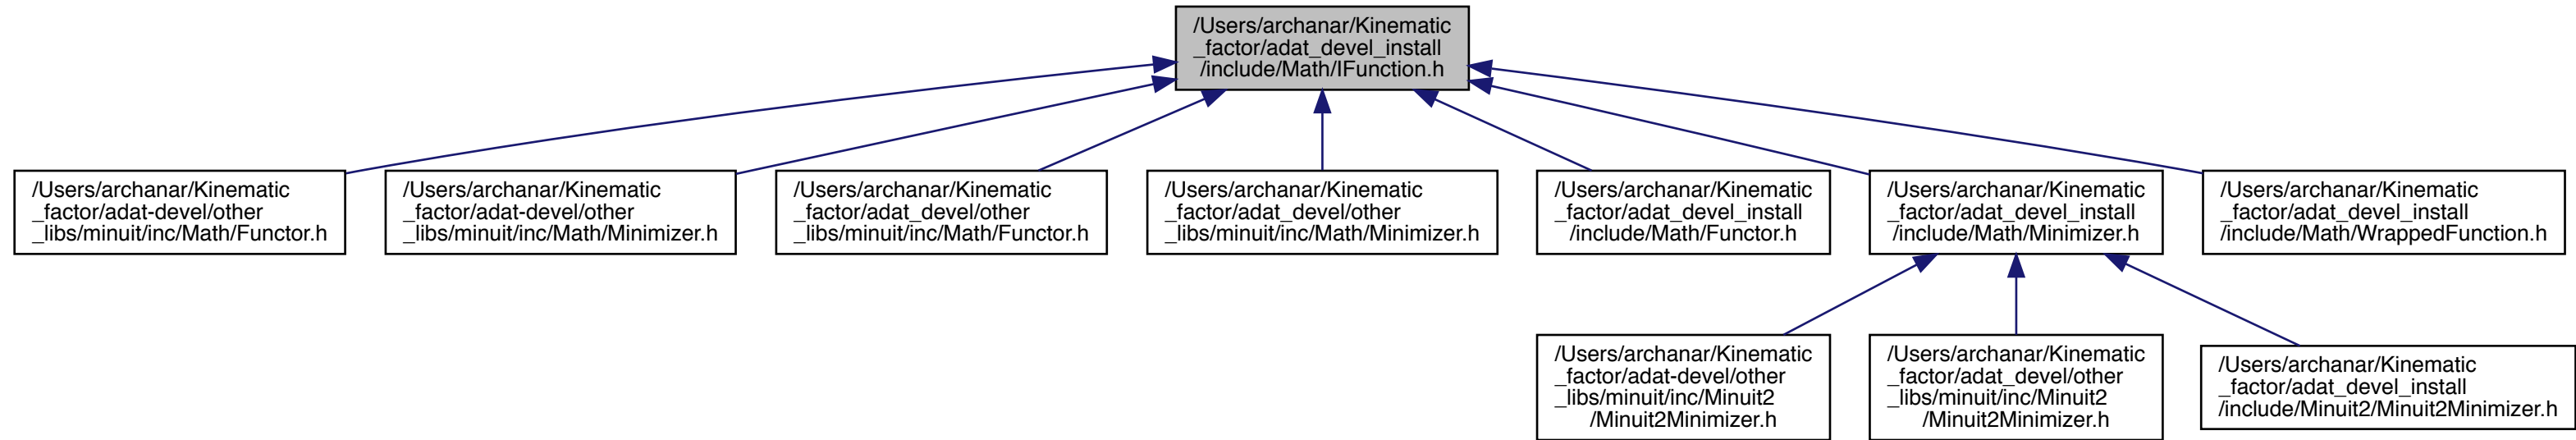 /Users/archanar/Kinematic
_factor/adat_devel_install
/include/Math/IFunction.h
/Users/archanar/Kinematic
_factor/adat-devel/other
_libs/minuit/inc/Math/Functor.h
/Users/archanar/Kinematic
_factor/adat-devel/other
_libs/minuit/inc/Math/Minimizer.h
/Users/archanar/Kinematic
_factor/adat_devel/other
_libs/minuit/inc/Math/Functor.h
/Users/archanar/Kinematic
_factor/adat_devel/other
_libs/minuit/inc/Math/Minimizer.h
/Users/archanar/Kinematic
_factor/adat_devel_install
/include/Math/Functor.h
/Users/archanar/Kinematic
_factor/adat_devel_install
/include/Math/Minimizer.h
/Users/archanar/Kinematic
_factor/adat_devel_install
/include/Math/WrappedFunction.h
/Users/archanar/Kinematic
_factor/adat-devel/other
_libs/minuit/inc/Minuit2
/Minuit2Minimizer.h
/Users/archanar/Kinematic
_factor/adat_devel/other
_libs/minuit/inc/Minuit2
/Minuit2Minimizer.h
/Users/archanar/Kinematic
_factor/adat_devel_install
/include/Minuit2/Minuit2Minimizer.h